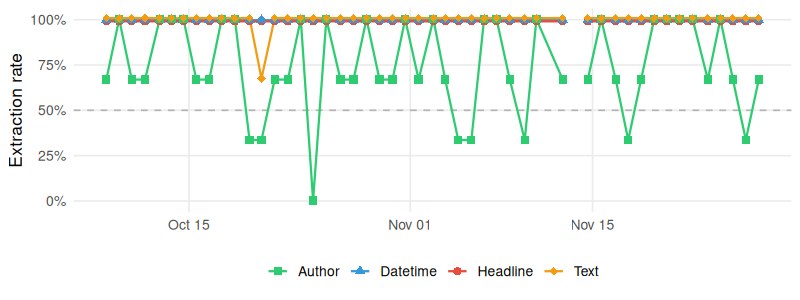 Extraction rate
100%
75%
50%
25%
0%
Oct 15 Nov 01 Nov 15
Author Datetime Headline Text